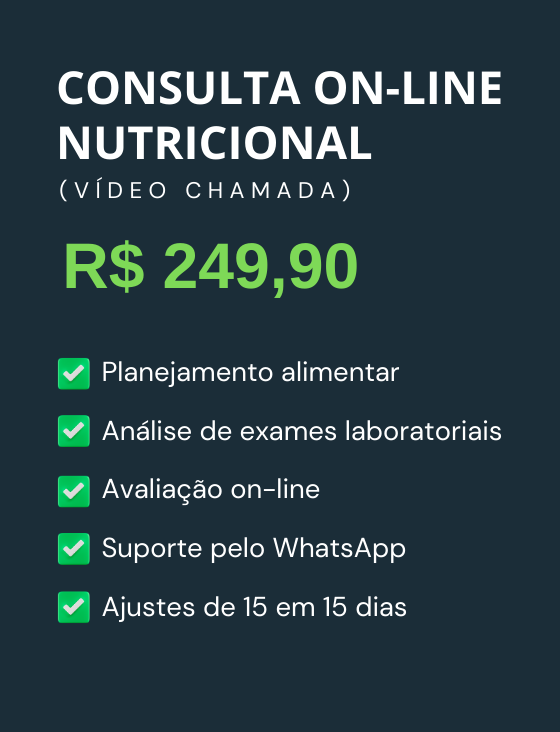 CONSULTA ON-LINE
NUTRICIONAL
(VÍDEO CHAMADA)
R$ 249,90
Planejamento alimentar
Análise de exames laboratoriais
Avaliação on-line
Suporte pelo WhatsApp
Ajustes de 15 em 15 dias